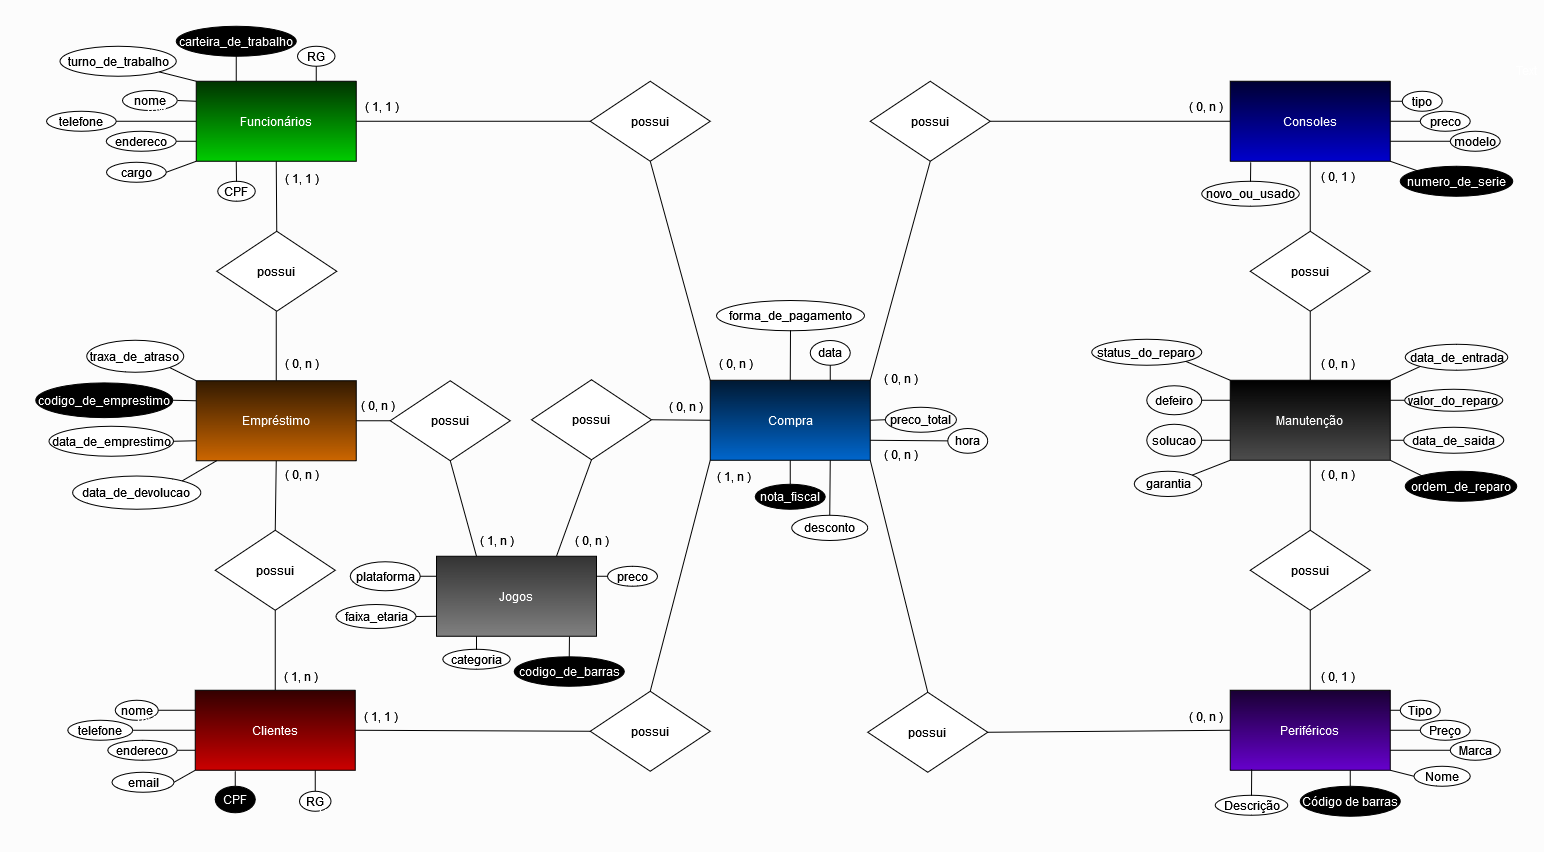 carteira_de_trabalho
RG
turno_de_trabalho
nome
telefone
endereco
cargo
CPF
Funcionários
( 1, 1 )
( 1, 1 )
possui
possui
( 0, n )
Consoles
tipo
preco
modelo
numero_de_serie
novo_ou_usado
( 0, 1 )
possui
possui
( 0, n )
traxa_de_atraso
codigo_de_emprestimo
data_de_emprestimo
data_de_devolucao
Empréstimo
( 0, n )
( 0, n )
possui
possui
( 0, n )
( 0, n )
forma_de_pagamento
data
( 0, n )
( 0, n )
Compra
preco_total
hora
( 0, n )
( 1, n )
nota_fiscal
desconto
( 0, n )
status_do_reparo
defeiro
solucao
garantia
Manutenção
data_de_entrada
valor_do_reparo
data_de_saida
ordem_de_reparo
( 0, n )
possui
possui
( 1, n )
( 0, n )
plataforma
faixa_etaria
Jogos
preco
categoria
codigo_de_barras
( 1, n )
nome
telefone
endereco
email
Clientes
CPF
RG
( 1, 1 )
possui
possui
( 0, n )
( 0, 1 )
Periféricos
Tipo
Preço
Marca
Nome
Descrição
Código de barras